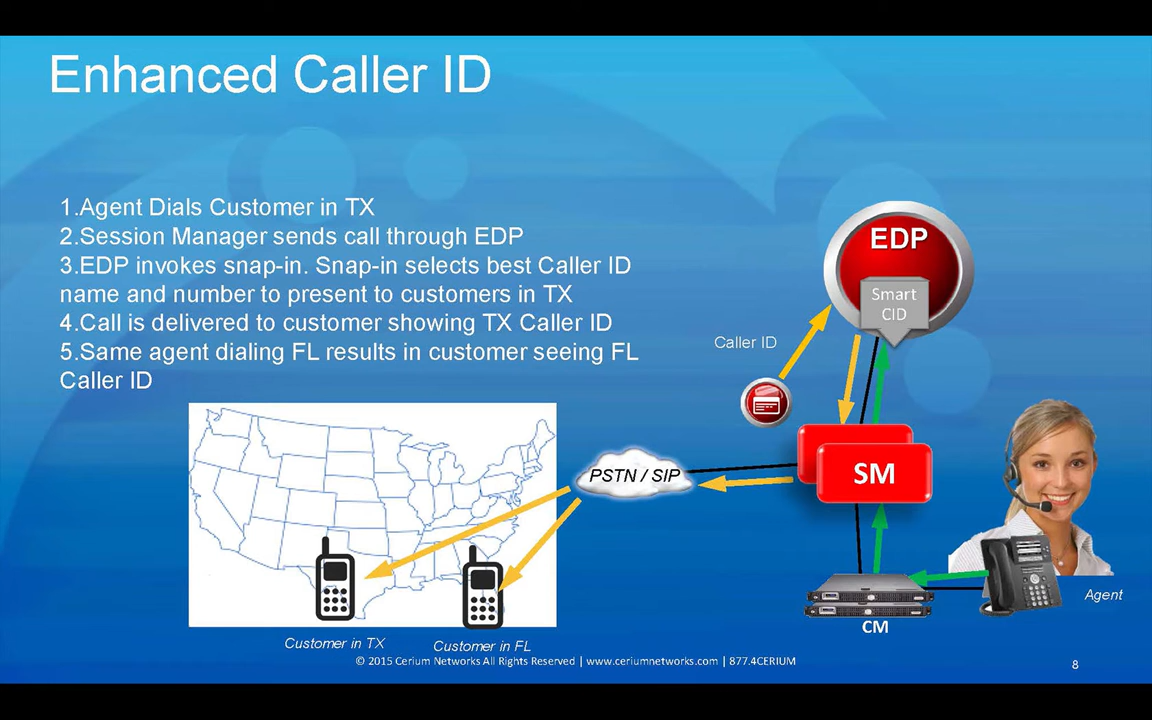 Enhanced Caller ID
1.Agent Dials Customer in TX
2.Session Manager sends call through EDP
3.EDP invokes snap-in. Snap-in selects best Caller ID
name and number to present to customers in TX
4.Call is delivered to customer showing TX Caller ID
5.Same agent dialing FL results in customer seeing FL
Caller ID
EDP
Smart
CID
Caller ID
PSTN / SIP
SM
Agent
CM
Customer in TX
Customer in FL
© 2015 Cerium Networks All Rights Reserved | www.ceriumnetworks.com | 877.4CERIUM
8